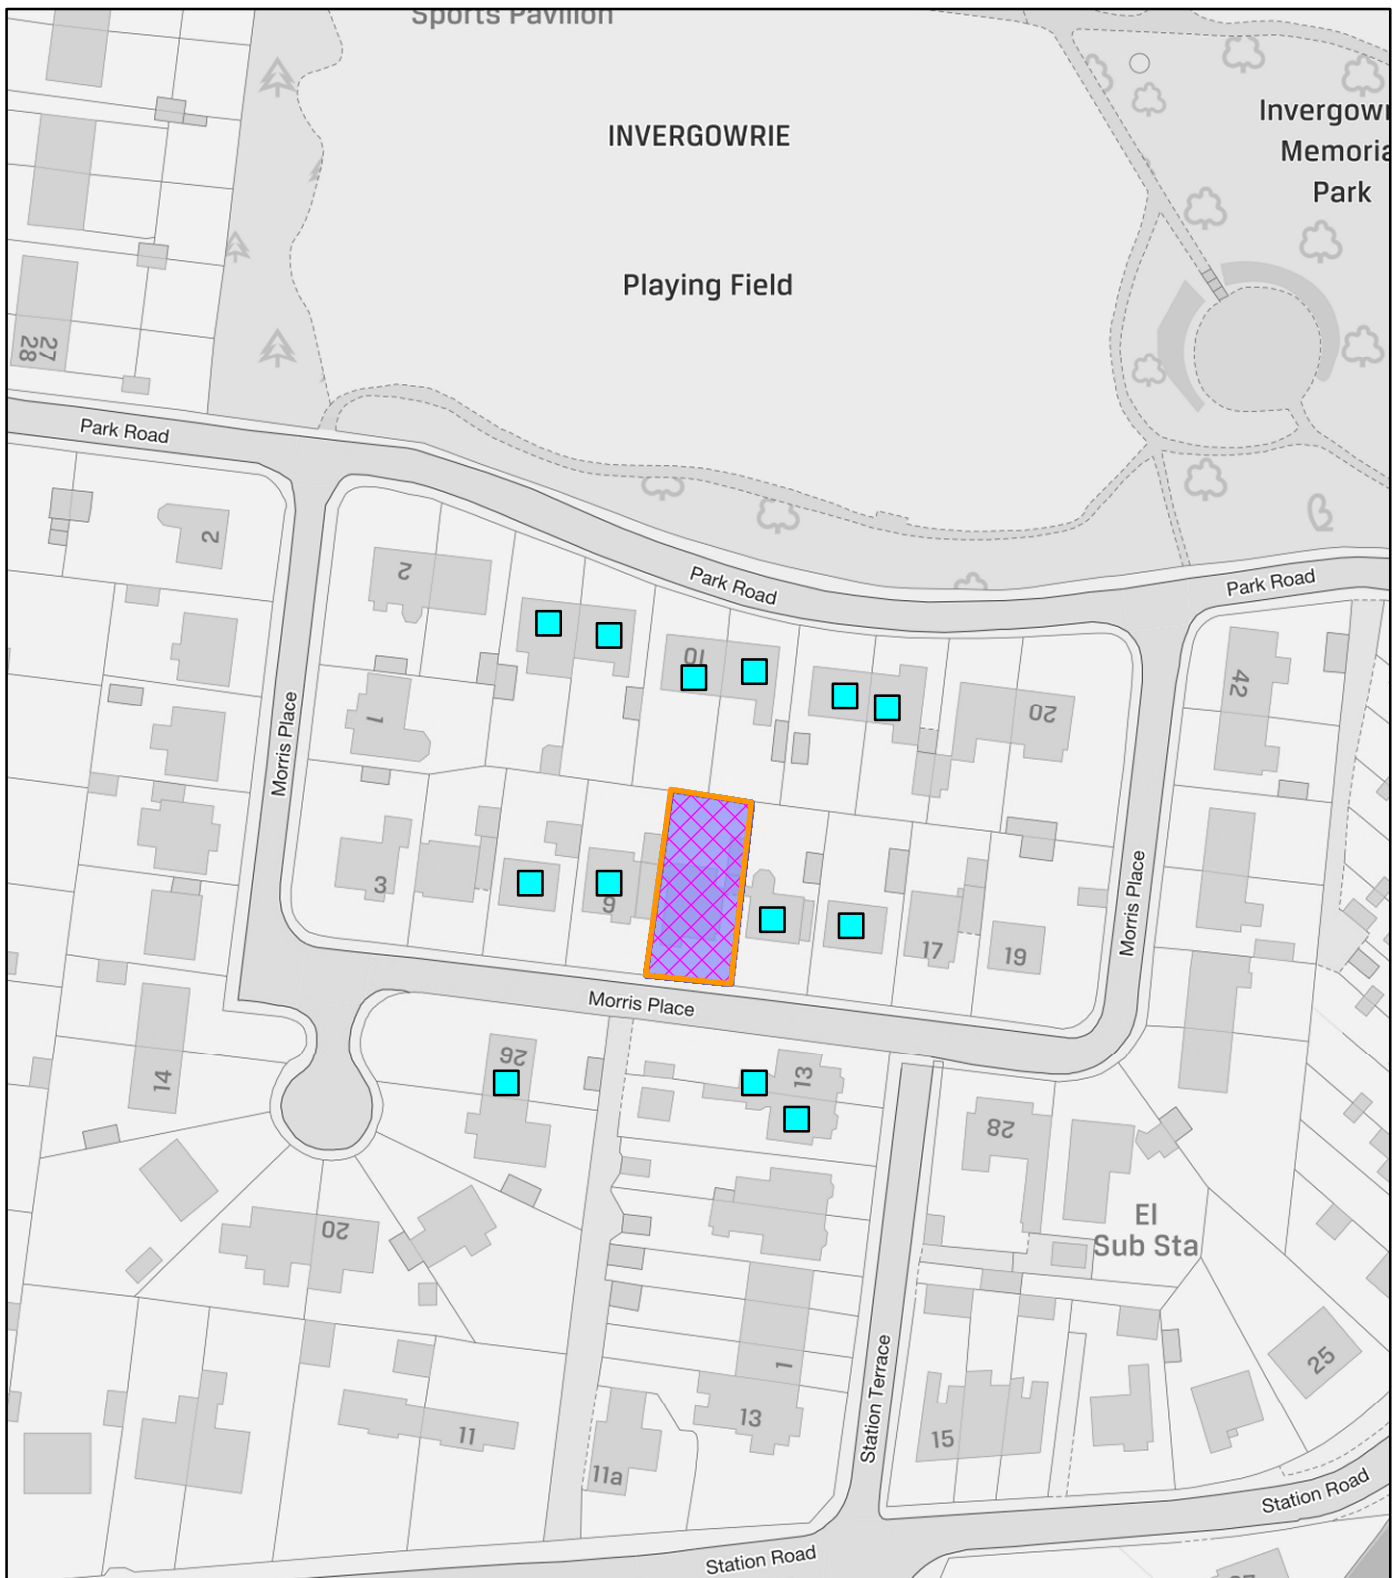 Sports Pavilion
INVERGOWRIE
Invergowr
Memoria
Park
Playing Field
27
28
Park Road
2
2
Park Road
Park Road
10
42
20
1
Morris Place
3
9
17
19
Morris Place
Morris Place
26
14
13
28
20
El
Sub Sta
1
13
11
11a
15
25
Station Terrace
Station Road
Station Road